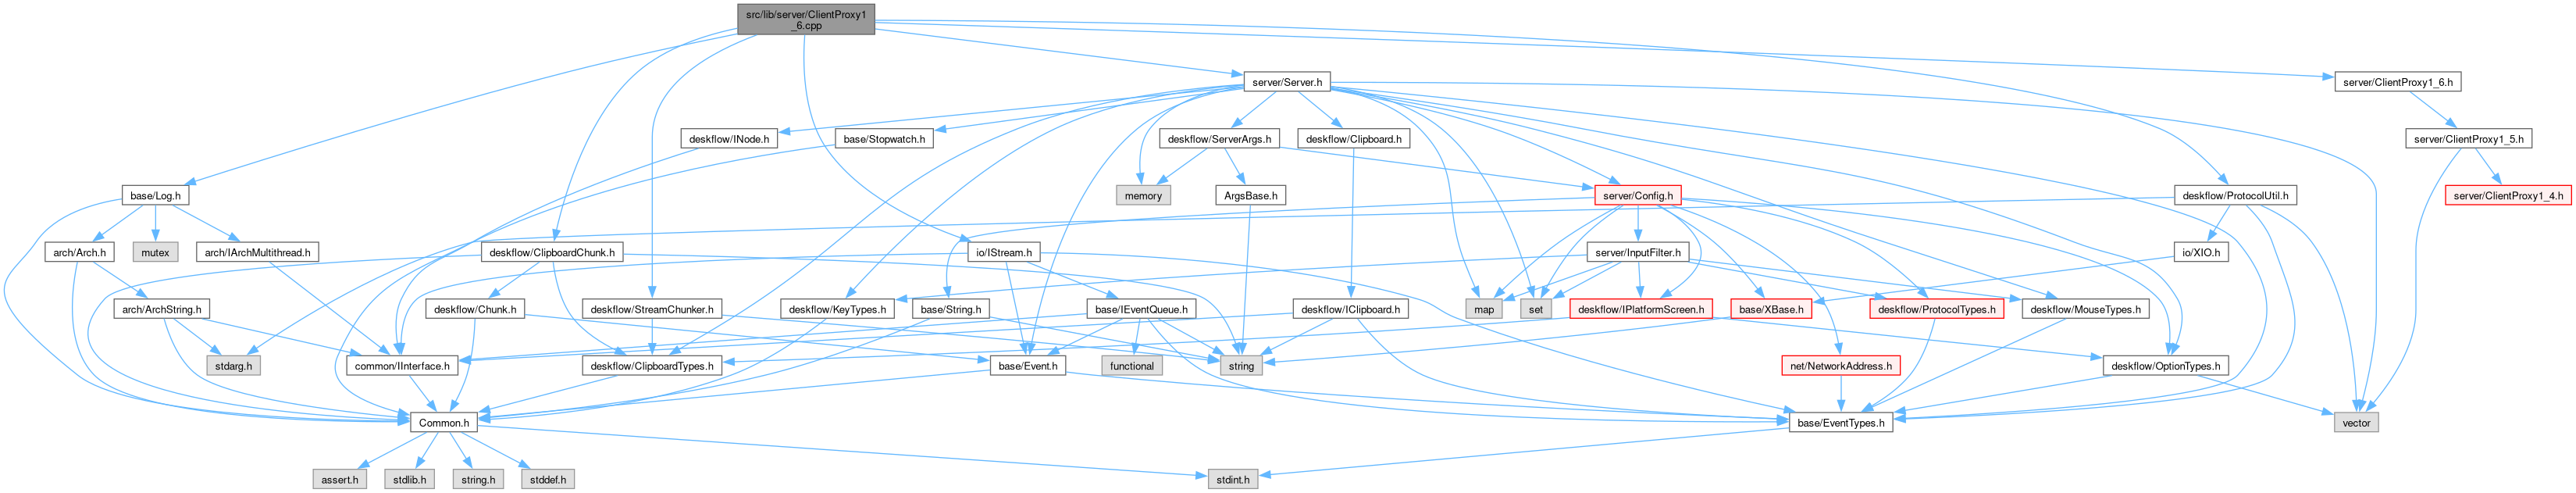 src/lib/server/ClientProxy1
_6.cpp
server/Server.h
server/ClientProxy1_6.h
deskflow/INode.h
base/Stopwatch.h
deskflow/ServerArgs.h
deskflow/Clipboard.h
server/ClientProxy1_5.h
base/Log.h
memory
ArgsBase.h
server/Config.h
deskflow/ProtocolUtil.h
server/ClientProxy1_4.h
arch/Arch.h
mutex
arch/IArchMultithread.h
deskflow/ClipboardChunk.h
io/IStream.h
server/InputFilter.h
io/XIO.h
arch/ArchString.h
deskflow/Chunk.h
deskflow/StreamChunker.h
deskflow/KeyTypes.h
base/String.h
base/IEventQueue.h
deskflow/IClipboard.h
map
set
deskflow/IPlatformScreen.h
base/XBase.h
deskflow/ProtocolTypes.h
deskflow/MouseTypes.h
stdarg.h
common/IInterface.h
deskflow/ClipboardTypes.h
base/Event.h
functional
string
net/NetworkAddress.h
deskflow/OptionTypes.h
Common.h
base/EventTypes.h
vector
assert.h
stdlib.h
string.h
stddef.h
stdint.h